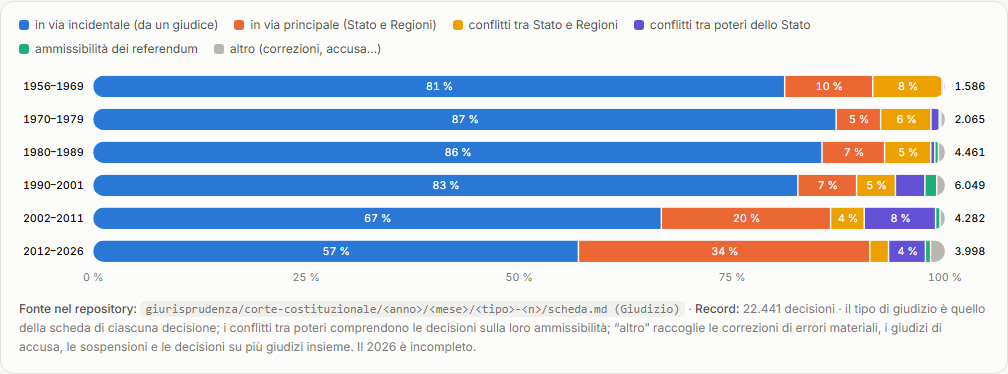 in via incidentale (da un giudice) in via principale (Stato e Regioni) conflitti tra Stato e Regioni conflitti tra poteri dello Stato
ammissibilità dei referendum altro (correzioni, accusa…)
1956–1969 81 % 10 % 8 % 1.586
1970–1979 87 % 5 % 6 % 2.065
1980–1989 86 % 7 % 5 % 4.461
1990–2001 83 % 7 % 5 % 6.049
2002–2011 67 % 20 % 4 % 8 % 4.282
2012–2026 57 % 34 % 4 % 3.998
0 % 25 % 50 % 75 % 100 %
Fonte nel repository: giurisprudenza/corte-costituzionale/<anno>/<mese>/<tipo>-<n>/scheda.md (Giudizio) · Record: 22.441 decisioni · il tipo di giudizio è quello
della scheda di ciascuna decisione; i conflitti tra poteri comprendono le decisioni sulla loro ammissibilità; “altro” raccoglie le correzioni di errori materiali, i giudizi di
accusa, le sospensioni e le decisioni su più giudizi insieme. Il 2026 è incompleto.